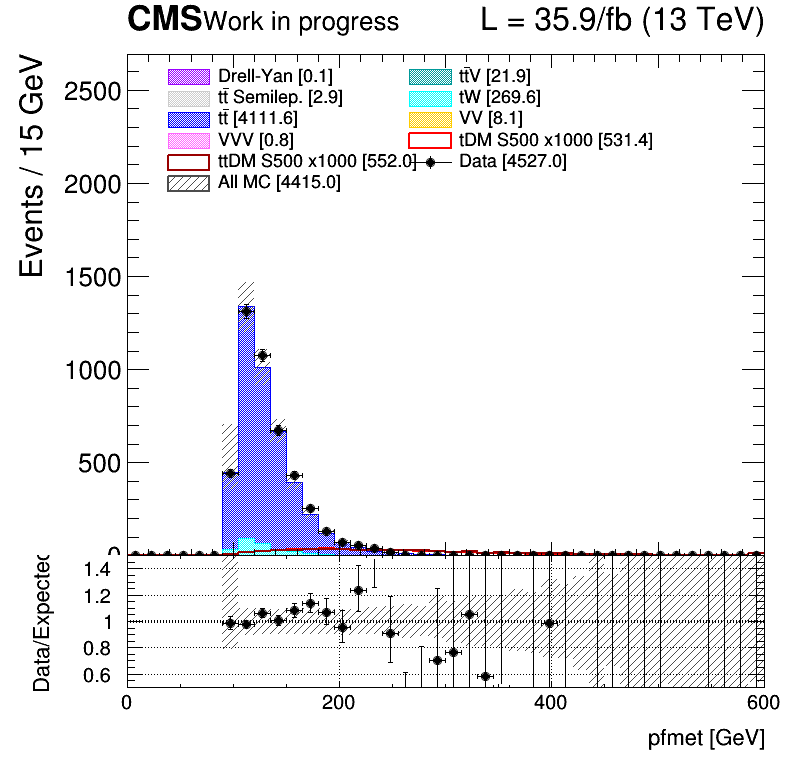 CMS Work in progress L = 35.9/fb (13 TeV)
Events / 15 GeV
2500
2000
1500
1000
500
0
Drell-Yan [0.1]
tt̄V [21.9]
tt̄ Semilep. [2.9]
tW [269.6]
tt̄ [4111.6]
VV [8.1]
VVV [0.8]
tDM S500 x1000 [531.4]
ttDM S500 x1000 [552.0]
Data [4527.0]
All MC [4415.0]
Data/Expected
1.4
1.2
1
0.8
0.6
0 200 400 600
pfmet [GeV]